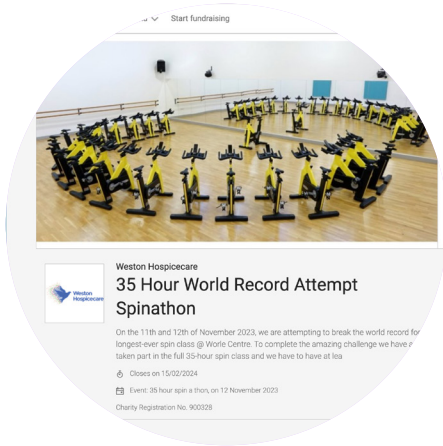 Start fundraising
Weston
Hospicecare
Weston Hospicecare
35 Hour World Record Attempt
Spinathon
On the 11th and 12th of November 2023, we are attempting to break the world record for
longest-ever spin class @ Worle Centre. To complete the amazing challenge we have
taken part in the full 35-hour spin class and we have to have at lea
Closes on 15/02/2024
Event: 35 hour spin a thon, on 12 November 2023
Charity Registration No. 900328